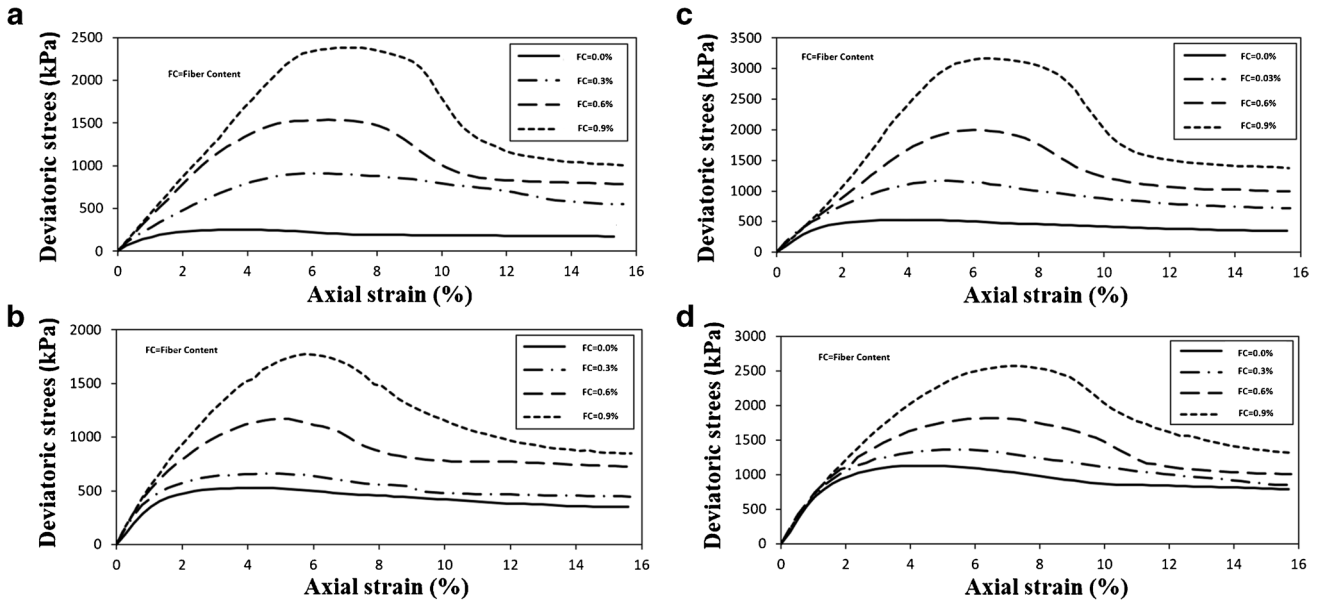 a
Deviatoric strees (kPa)
2500
2000
1500
1000
500
0
FC=Fiber Content
FC=0.0%
FC=0.3%
FC=0.6%
FC=0.9%
0 2 4 6 8 10 12 14 16
Axial strain (%)
c
Deviatoric strees (kPa)
3500
3000
2500
2000
1500
1000
500
0
FC=Fiber Content
FC=0.0%
FC=0.03%
FC=0.6%
FC=0.9%
0 2 4 6 8 10 12 14 16
Axial strain (%)
b
Deviatoric strees (kPa)
2000
1500
1000
500
0
FC=Fiber Content
FC=0.0%
FC=0.3%
FC=0.6%
FC=0.9%
0 2 4 6 8 10 12 14 16
Axial strain (%)
d
Deviatoric strees (kPa)
3000
2500
2000
1500
1000
500
0
FC=Fiber Content
FC=0.0%
FC=0.3%
FC=0.6%
FC=0.9%
0 2 4 6 8 10 12 14 16
Axial strain (%)